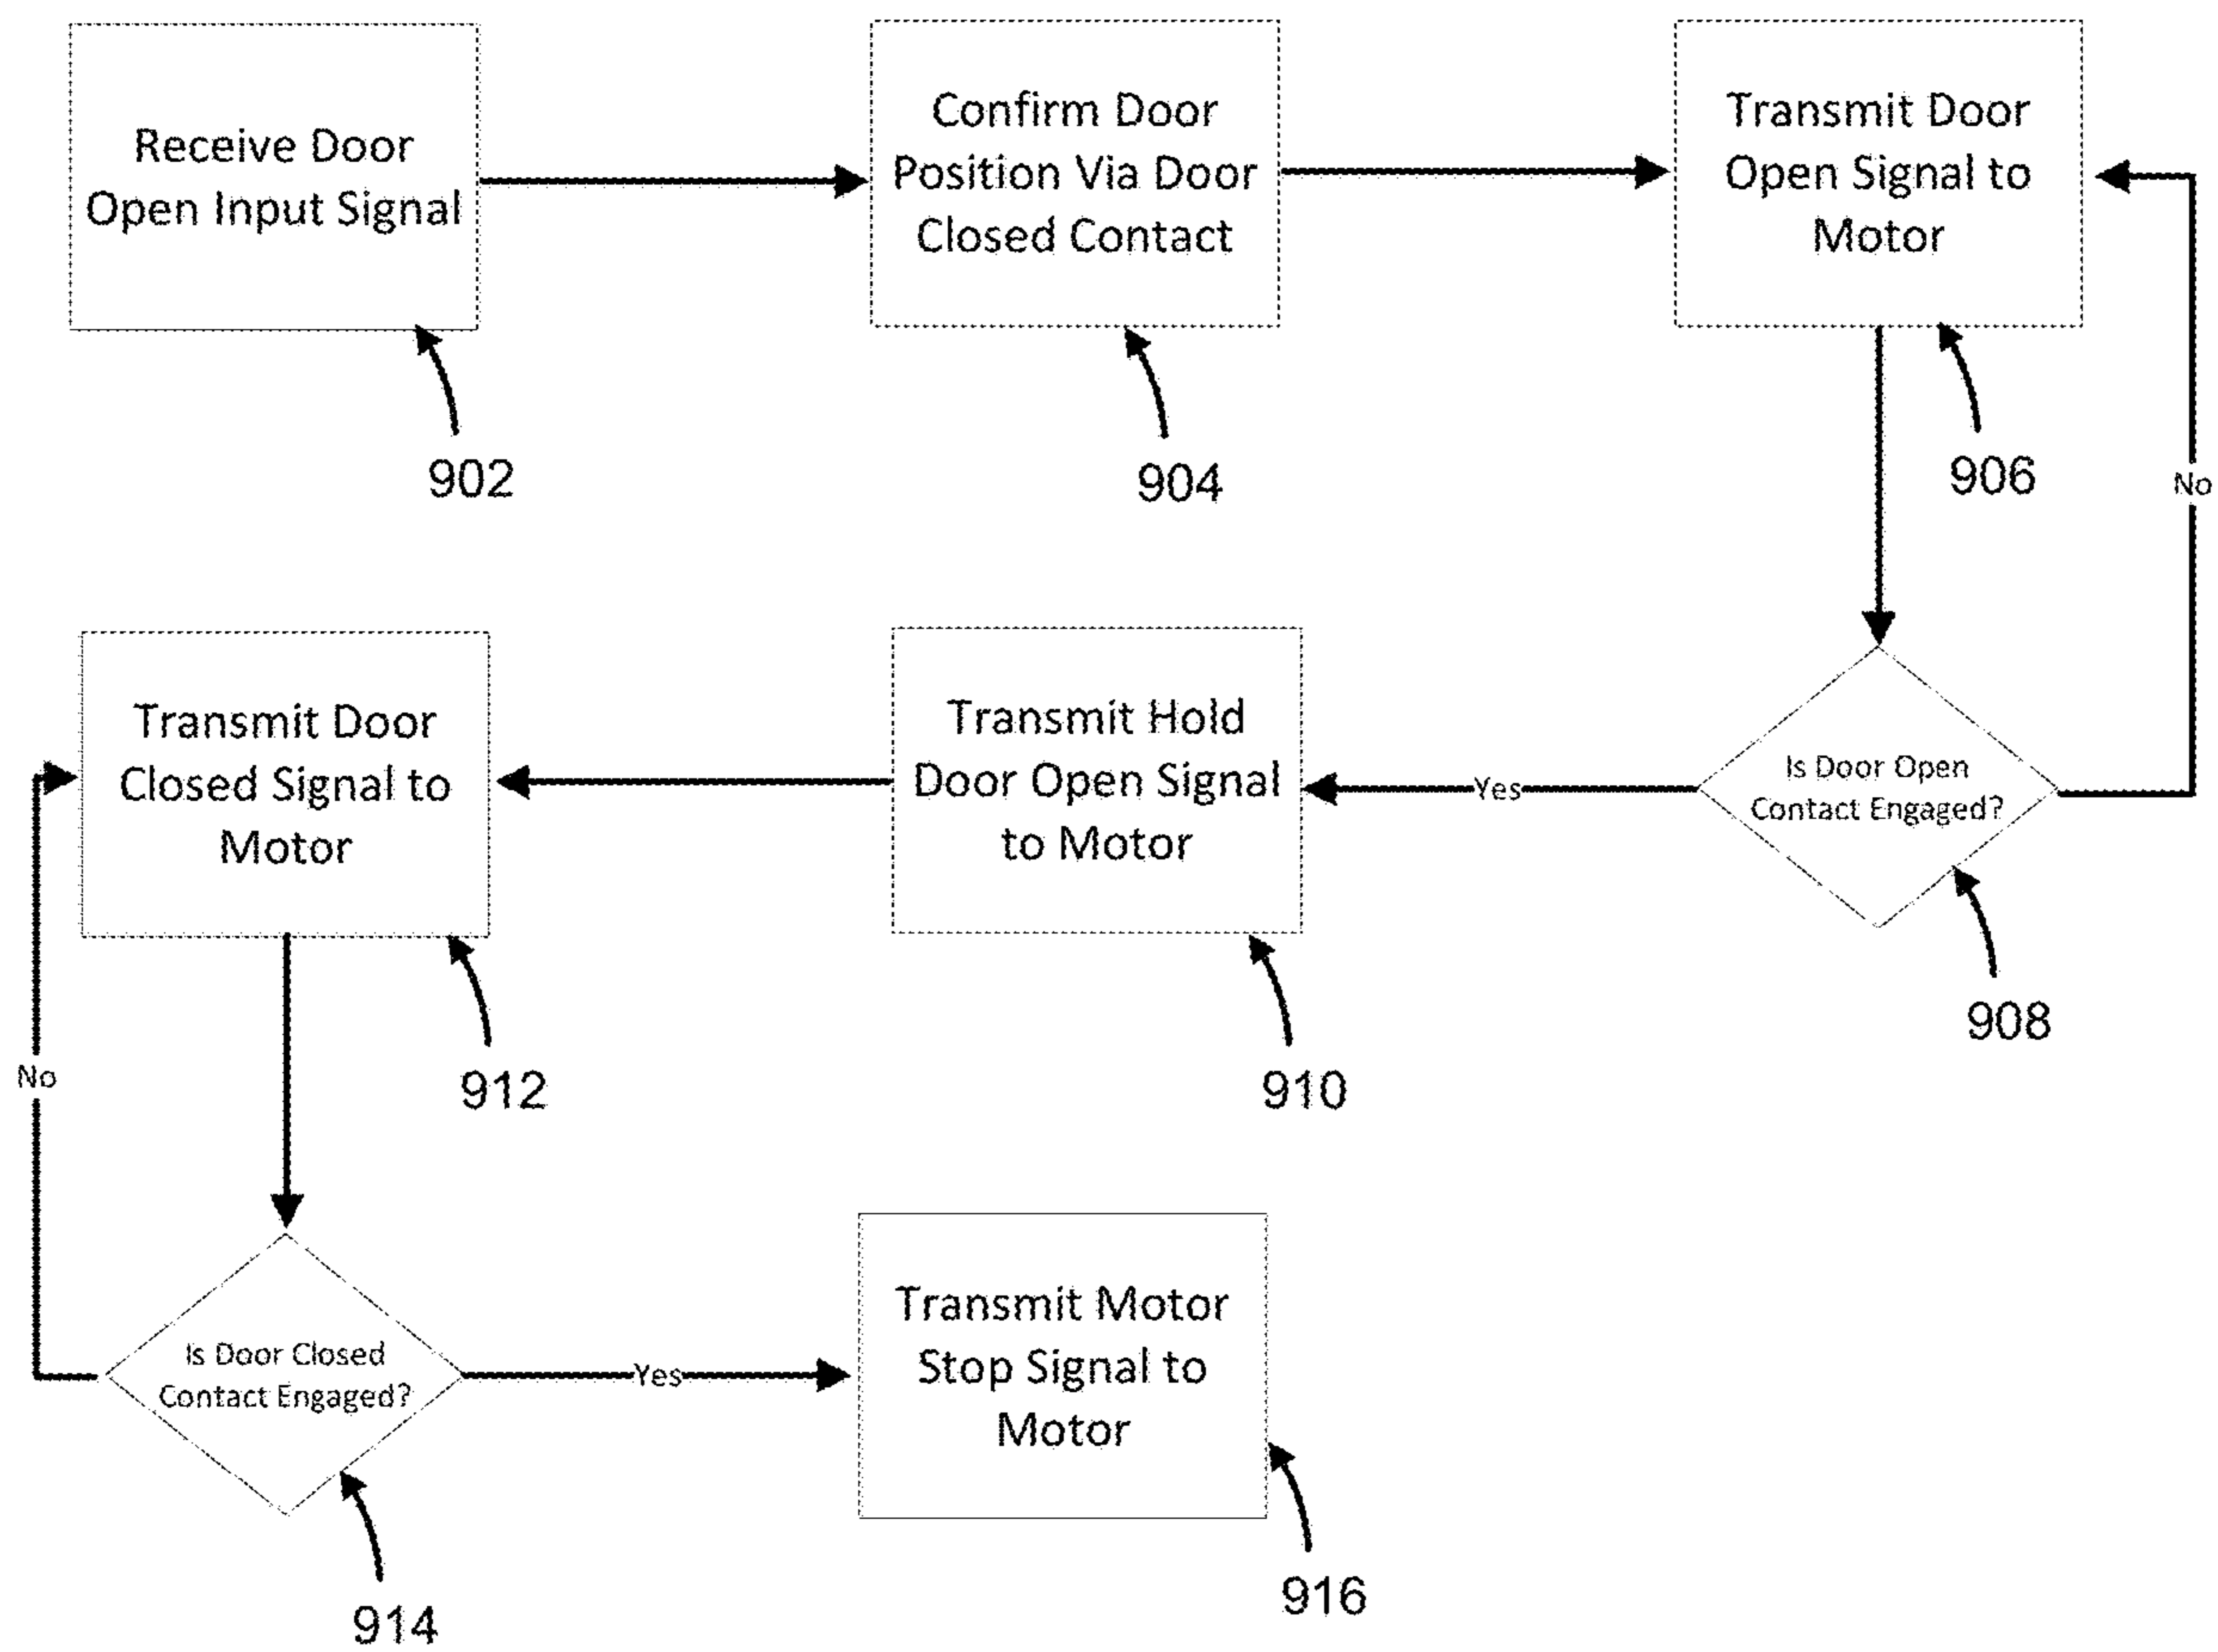 Receive Door
Open Input Signal
902
Confirm Door
Position Via Door
Closed Contact
904
Transmit Door
Open Signal to
Motor
906
No
Is Door Open
Contact Engaged?
908
Yes
Transmit Hold
Door Open Signal
to Motor
910
Transmit Door
Closed Signal to
Motor
912
No
Is Door Closed
Contact Engaged?
914
Yes
Transmit Motor
Stop Signal to
Motor
916